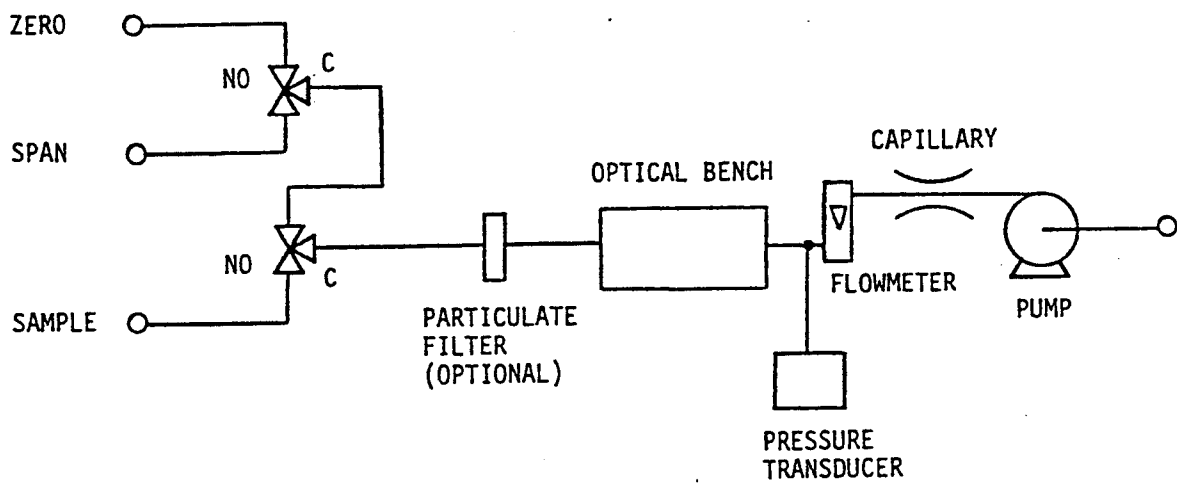 ZERO
C
NO
SPAN
NO
C
SAMPLE
PARTICULATE
FILTER
(OPTIONAL)
OPTICAL BENCH
CAPILLARY
FLOWMETER
PUMP
PRESSURE
TRANSDUCER